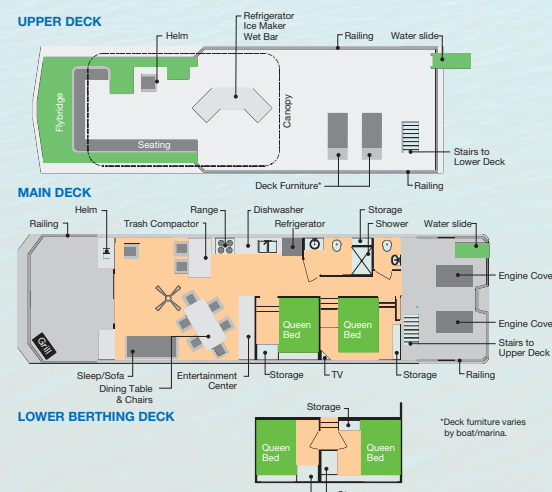 UPPER DECK
Helm
Refrigerator
Ice Maker
Wet Bar
Railing
Water slide
Flybridge
Seating
Canopy
Stairs to
Lower Deck
Deck Furniture*
Railing
MAIN DECK
Railing
Helm
Trash Compactor
Range
Dishwasher
Refrigerator
Storage
Shower
Water slide
Engine Cove
Engine Cove
Queen
Bed
Queen
Bed
Stairs to
Upper Deck
Grill
Sleep/Sofa
Dining Table
& Chairs
Entertainment
Center
Storage
TV
Storage
Railing
LOWER BERTHING DECK
Storage
*Deck furniture varies
by boat/marina.
Queen
Bed
Queen
Bed